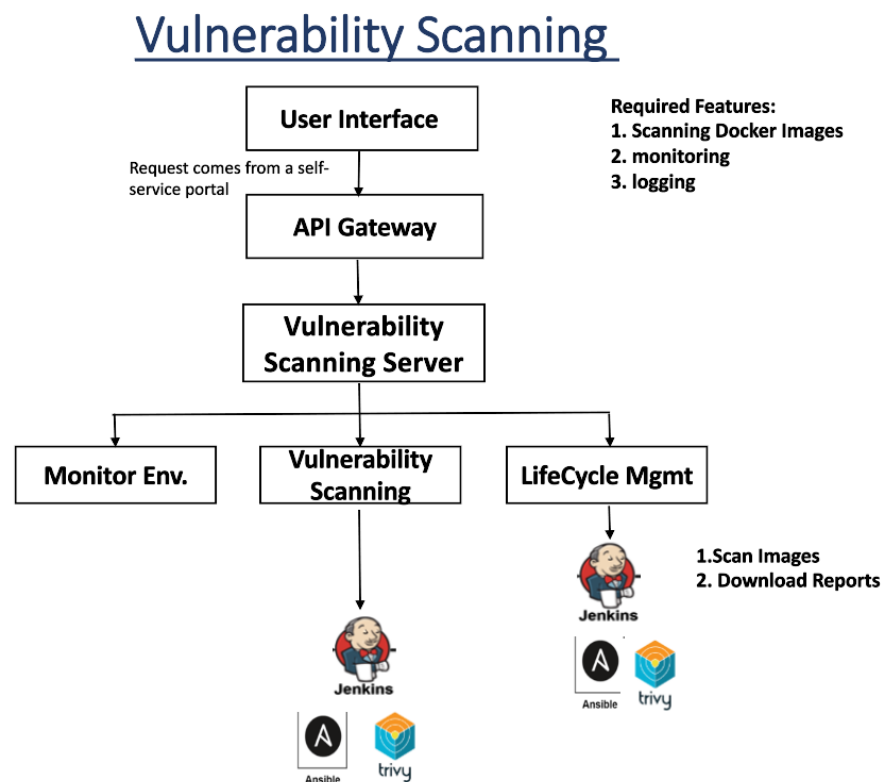 Vulnerability Scanning
User Interface
Required Features:
1. Scanning Docker Images
2. monitoring
3. logging
Request comes from a self-
service portal
API Gateway
Vulnerability
Scanning Server
Monitor Env.
Vulnerability
Scanning
LifeCycle Mgmt
Jenkins
1.Scan Images
2. Download Reports
Ansible
trivy
Jenkins
Ansible
trivy